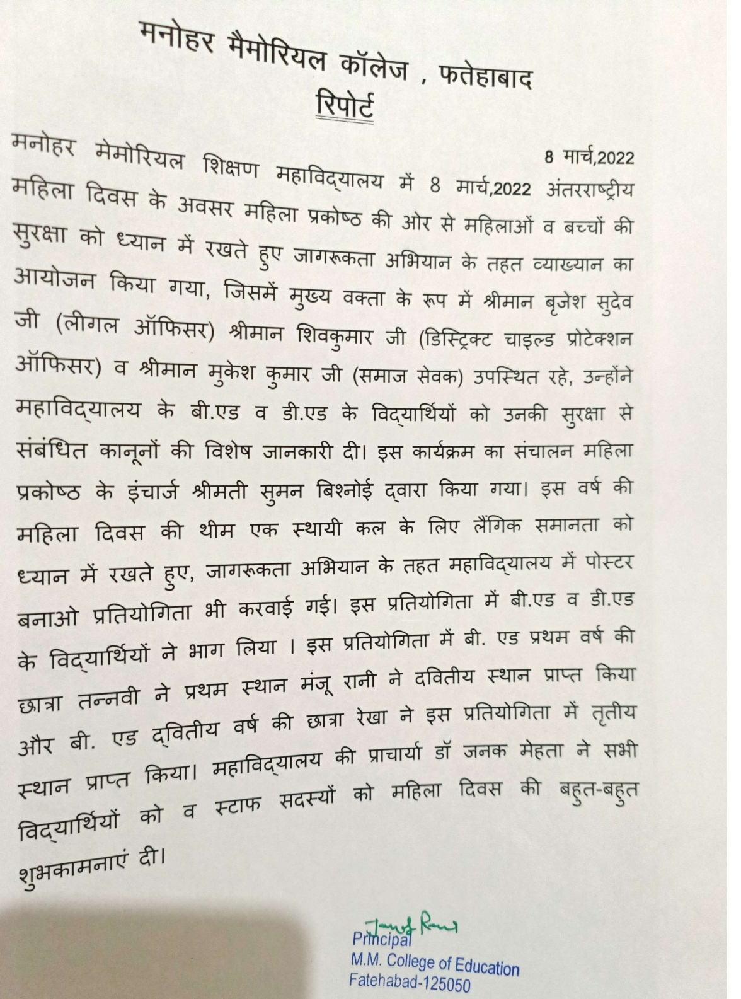 मनोहर मैमोरियल कॉलेज , फतेहाबाद
रिपोर्ट
8 मार्च,2022
मनोहर मेमोरियल शिक्षण महाविद्यालय में 8 मार्च,2022 अंतरराष्ट्रीय
महिला दिवस के अवसर महिला प्रकोष्ठ की ओर से महिलाओं व बच्चों की
सुरक्षा को ध्यान में रखते हुए जागरूकता अभियान के तहत व्याख्यान का
आयोजन किया गया, जिसमें मुख्य वक्ता के रूप में श्रीमान बृजेश सुदेव
जी (लीगल ऑफिसर) श्रीमान शिवकुमार जी (डिस्ट्रिक्ट चाइल्ड प्रोटेक्शन
ऑफिसर) व श्रीमान मुकेश कुमार जी (समाज सेवक) उपस्थित रहे, उन्होंने
महाविद्यालय के बी.एड व डी.एड के विद्यार्थियों को उनकी सुरक्षा से
संबंधित कानूनों की विशेष जानकारी दी। इस कार्यक्रम का संचालन महिला
प्रकोष्ठ के इंचार्ज श्रीमती सुमन बिश्नोई द्वारा किया गया। इस वर्ष की
महिला दिवस की थीम एक स्थायी कल के लिए लैंगिक समानता को
ध्यान में रखते हुए, जागरूकता अभियान के तहत महाविद्यालय में पोस्टर
बनाओ प्रतियोगिता भी करवाई गई। इस प्रतियोगिता में बी.एड व डी.एड
के विद्यार्थियों ने भाग लिया । इस प्रतियोगिता में बी. एड प्रथम वर्ष की
छात्रा तन्नवी ने प्रथम स्थान मंजू रानी ने दवितीय स्थान प्राप्त किया
और बी. एड द्वितीय वर्ष की छात्रा रेखा ने इस प्रतियोगिता में तृतीय
स्थान प्राप्त किया। महाविद्यालय की प्राचार्या डॉ जनक मेहता ने सभी
विद्यार्थियों को व स्टाफ सदस्यों को महिला दिवस की बहुत-बहुत
शुभकामनाएं दी।
Principal
M.M. College of Education
Fatehabad-125050